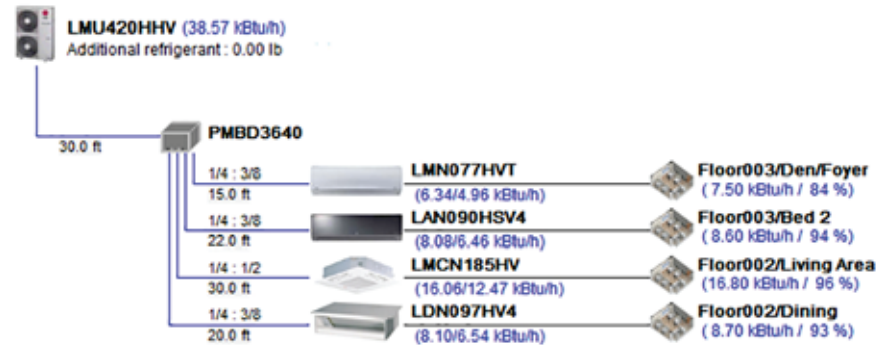 LMU420HHV (38.57 kBtu/h)
Additional refrigerant : 0.00 lb
30.0 ft
PMBD3640
1/4 : 3/8
15.0 ft
LMN077HVT
(6.34/4.96 kBtu/h)
Floor003/Den/Foyer
( 7.50 kBtu/h / 84 %)
1/4 : 3/8
22.0 ft
LAN090HSV4
(8.08/6.46 kBtu/h)
Floor003/Bed 2
( 8.60 kBtu/h / 94 %)
1/4 : 1/2
30.0 ft
LMCN185HV
(16.06/12.47 kBtu/h)
Floor002/Living Area
(16.80 kBtu/h / 96 %)
1/4 : 3/8
20.0 ft
LDN097HV4
(8.10/6.54 kBtu/h)
Floor002/Dining
( 8.70 kBtu/h / 93 %)